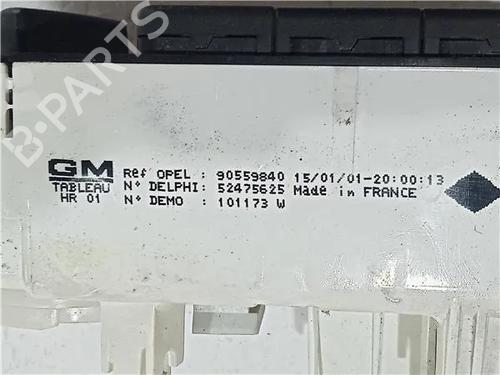 B-PARTS
GM Réf OPEL : 90559840 15/01/01-20:00:13
TABLEAU N° DELPHI: 52475625 Made in FRANCE
HR 01 N° DEMO : 101173 W